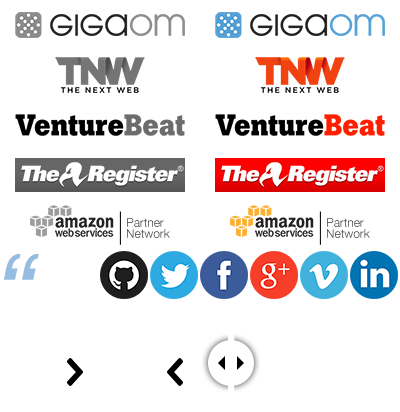 GIGAOM GIGAOM
TNW TNW
THE NEXT WEB THE NEXT WEB
VentureBeat VentureBeat
The Register® The Register®
amazon webservices Partner Network amazon webservices Partner Network
“ f g+ v in